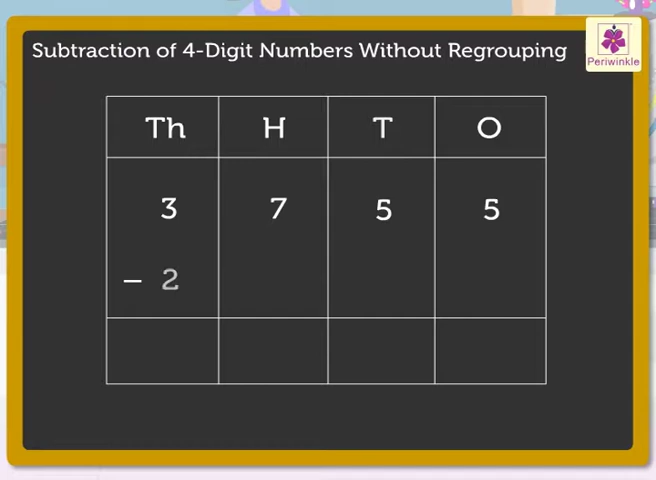 Subtraction of 4-Digit Numbers Without Regrouping
Periwinkle
Th H T O
3 7 5 5
– 2